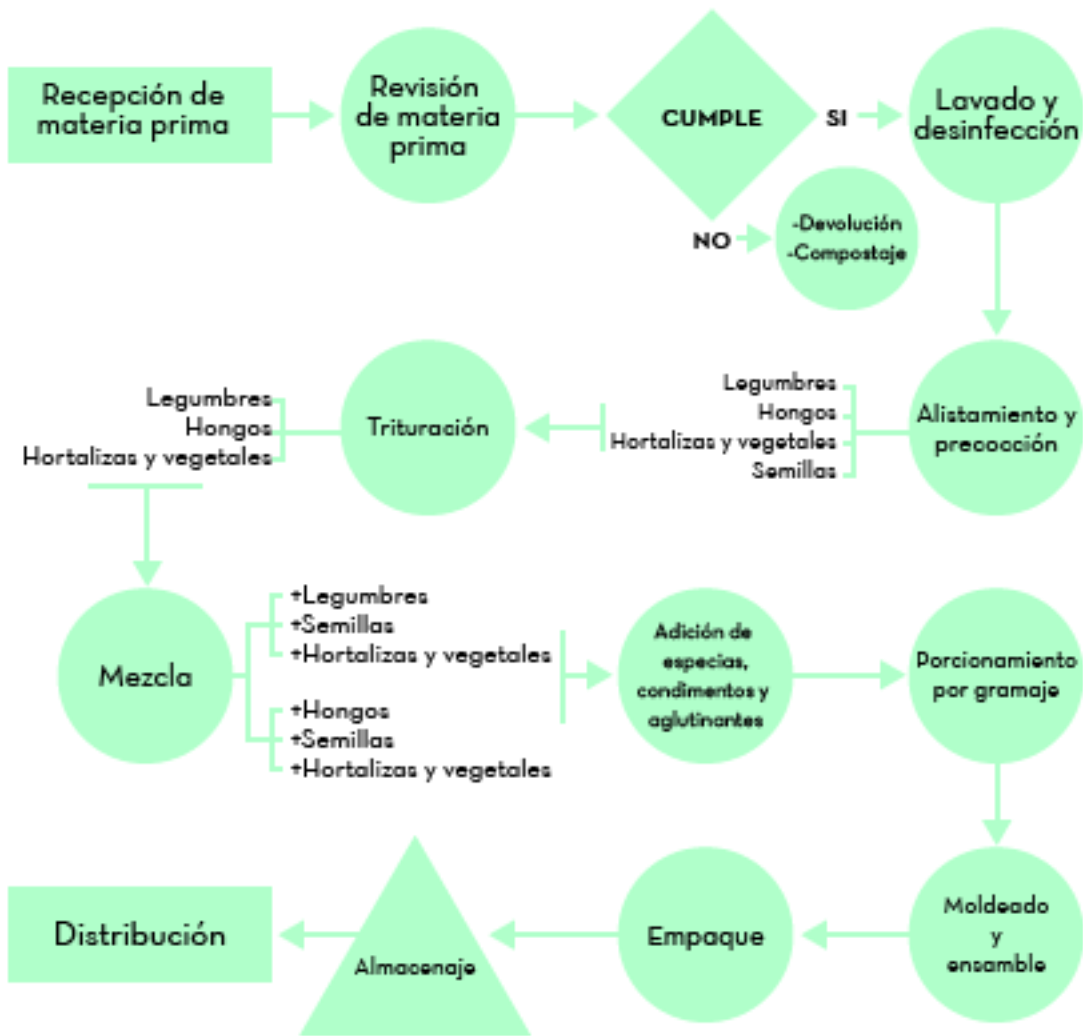 Recepción de
materia prima
Revisión
de materia
prima
CUMPLE
SI
Lavado y
desinfección
NO
-Devolución
-Compostaje
Alistamiento y
precocción
Legumbres
Hongos
Hortalizas y vegetales
Semillas
Trituración
Legumbres
Hongos
Hortalizas y vegetales
Mezcla
+Legumbres
+Semillas
+Hortalizas y vegetales
+Hongos
+Semillas
+Hortalizas y vegetales
Adición de
especias,
condimentos y
aglutinantes
Porcionamiento
por gramaje
Moldeado
y
ensamble
Empaque
Almacenaje
Distribución